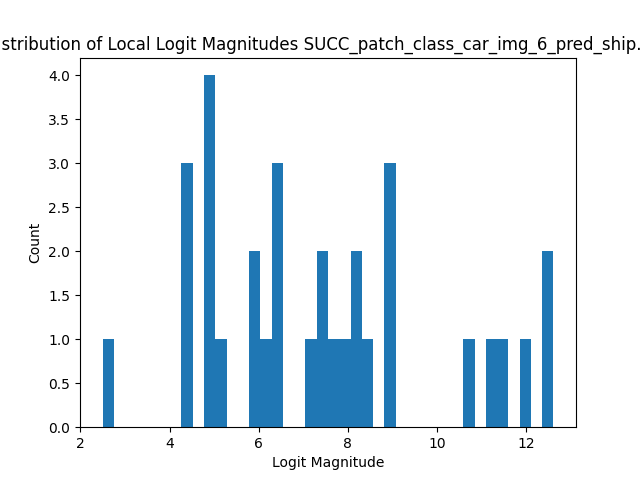 stribution of Local Logit Magnitudes SUCC_patch_class_car_img_6_pred_ship.
4.0
3.5
3.0
2.5
2.0
1.5
1.0
0.5
0.0
Count
2 4 6 8 10 12
Logit Magnitude